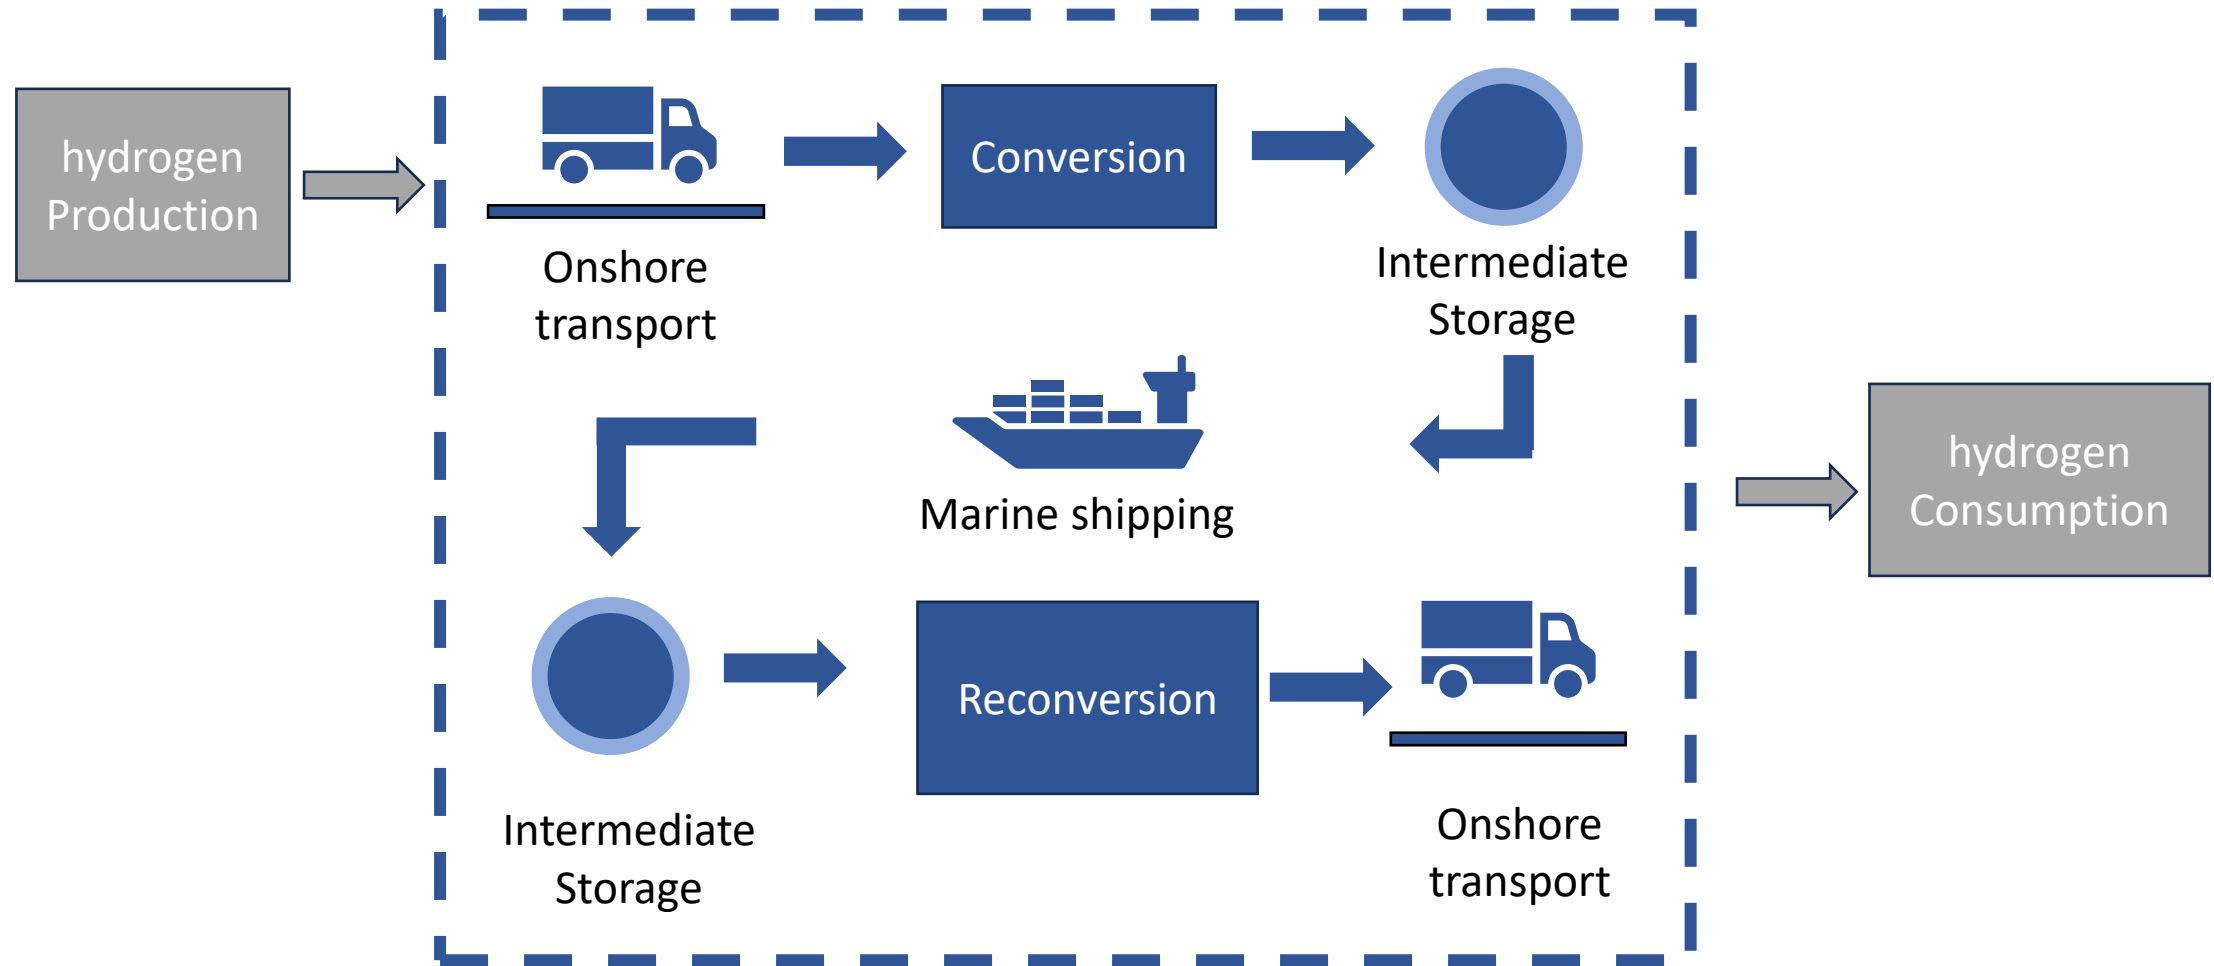 hydrogen
Production
Onshore
transport
Conversion
Intermediate
Storage
Marine shipping
hydrogen
Consumption
Intermediate
Storage
Reconversion
Onshore
transport